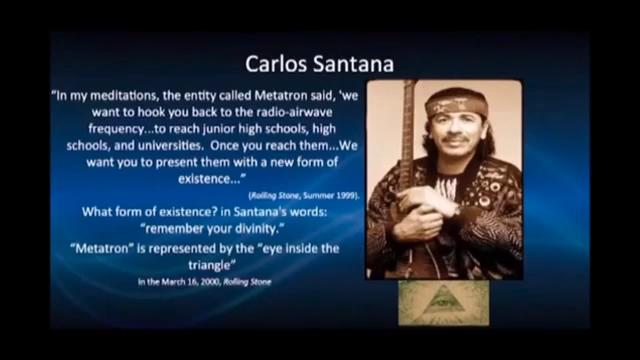 Carlos Santana
“In my meditations, the entity called Metatron said, 'we
want to hook you back to the radio-airwave
frequency...to reach junior high schools, high
schools, and universities. Once you reach them...We
want you to present them with a new form of
existence...”
(Rolling Stone, Summer 1999).
What form of existence? in Santana's words:
“remember your divinity.”
“Metatron” is represented by the “eye inside the
triangle”
In the March 16, 2000, Rolling Stone